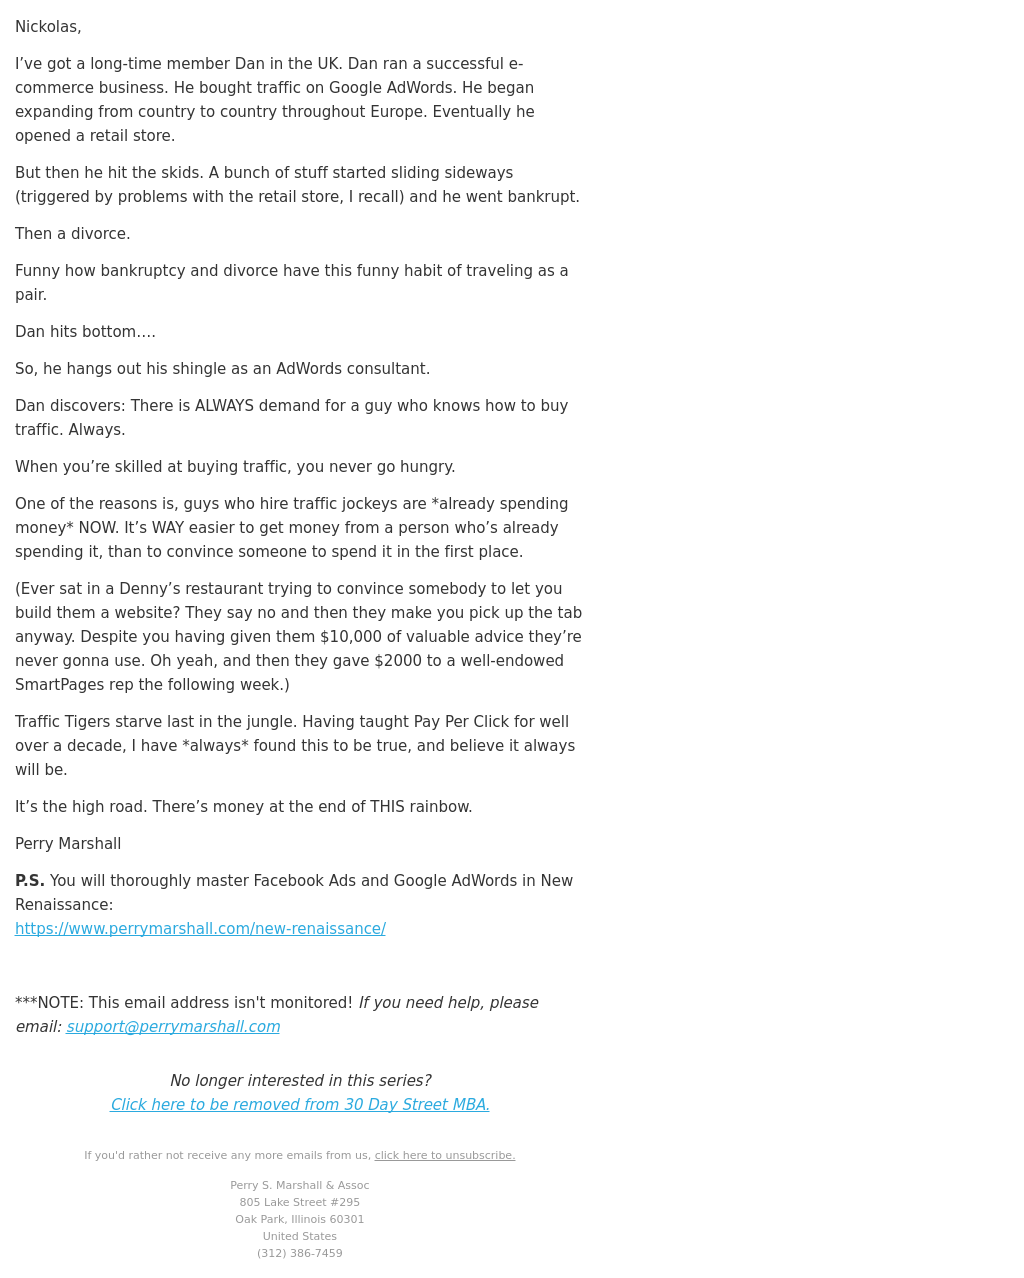 Nickolas,
I’ve got a long-time member Dan in the UK. Dan ran a successful e-
commerce business. He bought traffic on Google AdWords. He began
expanding from country to country throughout Europe. Eventually he
opened a retail store.
But then he hit the skids. A bunch of stuff started sliding sideways
(triggered by problems with the retail store, I recall) and he went bankrupt.
Then a divorce.
Funny how bankruptcy and divorce have this funny habit of traveling as a
pair.
Dan hits bottom….
So, he hangs out his shingle as an AdWords consultant.
Dan discovers: There is ALWAYS demand for a guy who knows how to buy
traffic. Always.
When you’re skilled at buying traffic, you never go hungry.
One of the reasons is, guys who hire traffic jockeys are *already spending
money* NOW. It’s WAY easier to get money from a person who’s already
spending it, than to convince someone to spend it in the first place.
(Ever sat in a Denny’s restaurant trying to convince somebody to let you
build them a website? They say no and then they make you pick up the tab
anyway. Despite you having given them $10,000 of valuable advice they’re
never gonna use. Oh yeah, and then they gave $2000 to a well-endowed
SmartPages rep the following week.)
Traffic Tigers starve last in the jungle. Having taught Pay Per Click for well
over a decade, I have *always* found this to be true, and believe it always
will be.
It’s the high road. There’s money at the end of THIS rainbow.
Perry Marshall
P.S. You will thoroughly master Facebook Ads and Google AdWords in New
Renaissance:
https://www.perrymarshall.com/new-renaissance/
***NOTE: This email address isn't monitored! If you need help, please
email: support@perrymarshall.com
No longer interested in this series?
Click here to be removed from 30 Day Street MBA.
If you'd rather not receive any more emails from us, click here to unsubscribe.
Perry S. Marshall & Assoc
805 Lake Street #295
Oak Park, Illinois 60301
United States
(312) 386-7459